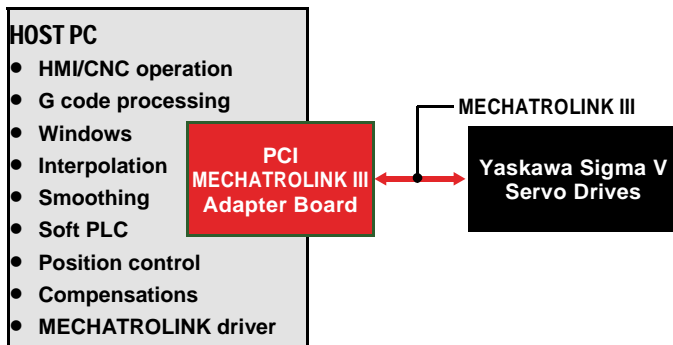 HOST PC
● HMI/CNC operation
● G code processing
● Windows
● Interpolation
● Smoothing
● Soft PLC
● Position control
● Compensations
● MECHATROLINK driver
PCI
MECHATROLINK III
Adapter Board
MECHATROLINK III
Yaskawa Sigma V
Servo Drives